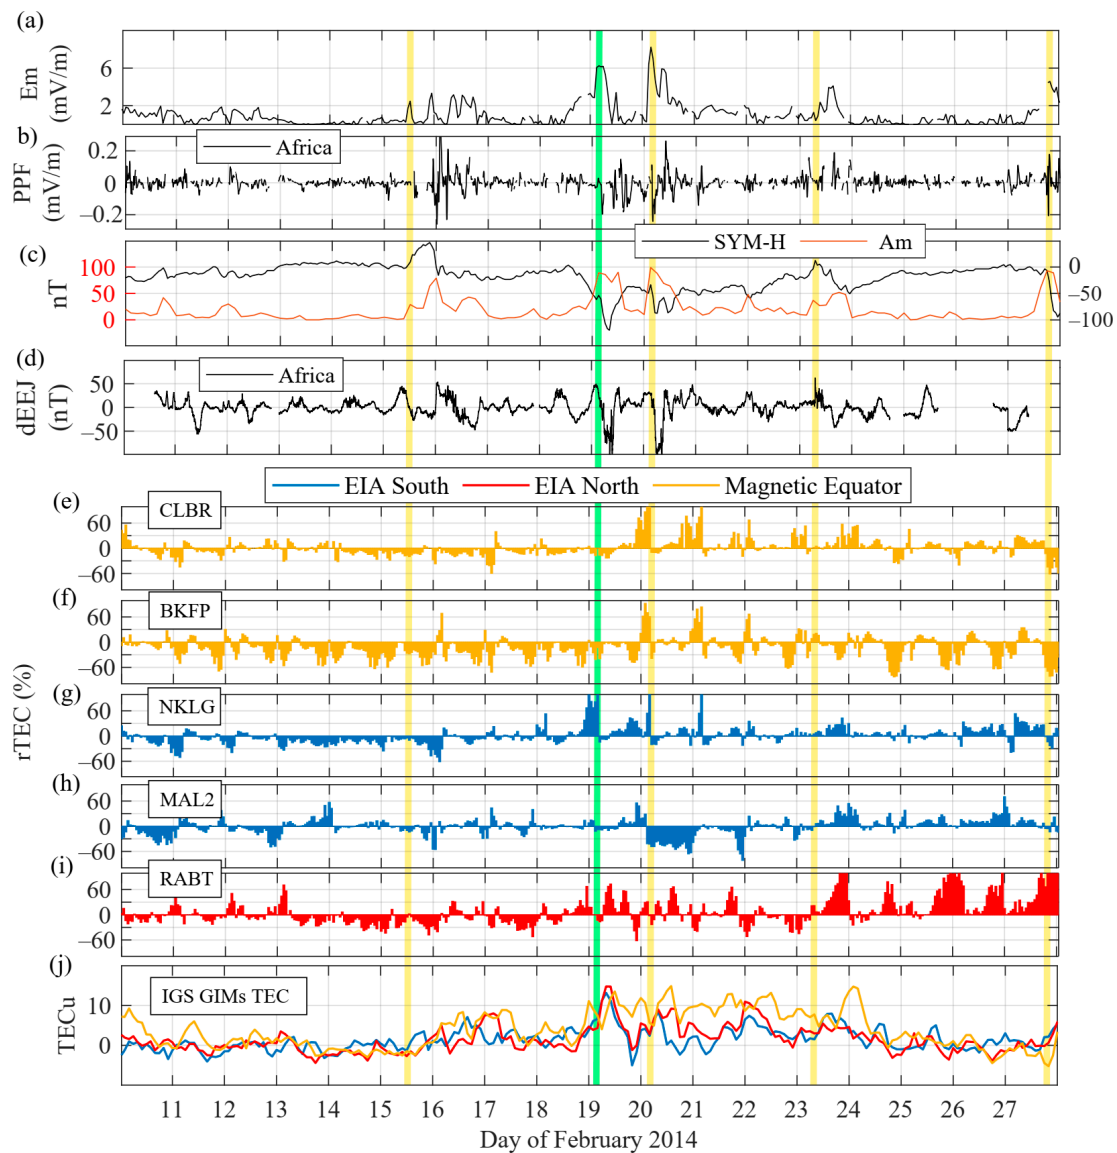 (a)
Em
(mV/m)
6
2
b)
PPF
(mV/m)
0.2
0
−0.2
Africa
(c)
nT
100
50
0
SYM-H
Am
0
−50
−100
(d)
dEEJ
(nT)
50
0
−50
Africa
EIA South
EIA North
Magnetic Equator
rTEC (%)
(e)
CLBR
60
0
−60
(f)
BKFP
60
0
−60
(g)
NKLG
60
0
−60
(h)
MAL2
60
0
−60
(i)
RABT
60
0
−60
(j)
IGS GIMs TEC
TECu
10
0
11 12 13 14 15 16 17 18 19 20 21 22 23 24 25 26 27
Day of February 2014